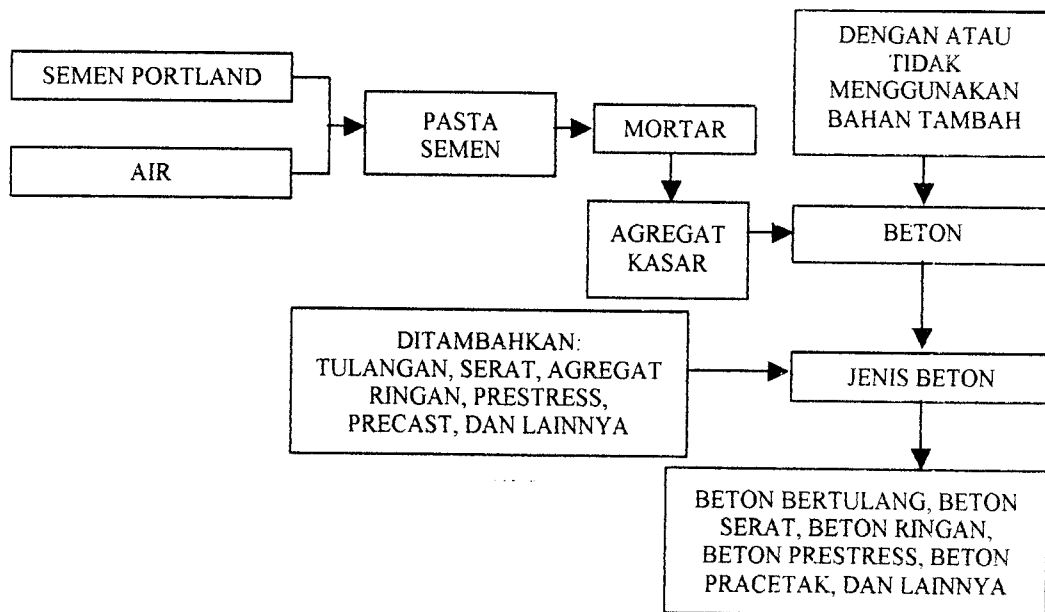 SEMEN PORTLAND
AIR
PASTA
SEMEN
MORTAR
DENGAN ATAU
TIDAK
MENGGUNAKAN
BAHAN TAMBAH
AGREGAT
KASAR
BETON
DITAMBAHKAN:
TULANGAN, SERAT, AGREGAT
RINGAN, PRESTRESS,
PRECAST, DAN LAINNYA
JENIS BETON
BETON BERTULANG, BETON
SERAT, BETON RINGAN,
BETON PRESTRESS, BETON
PRACETAK, DAN LAINNYA